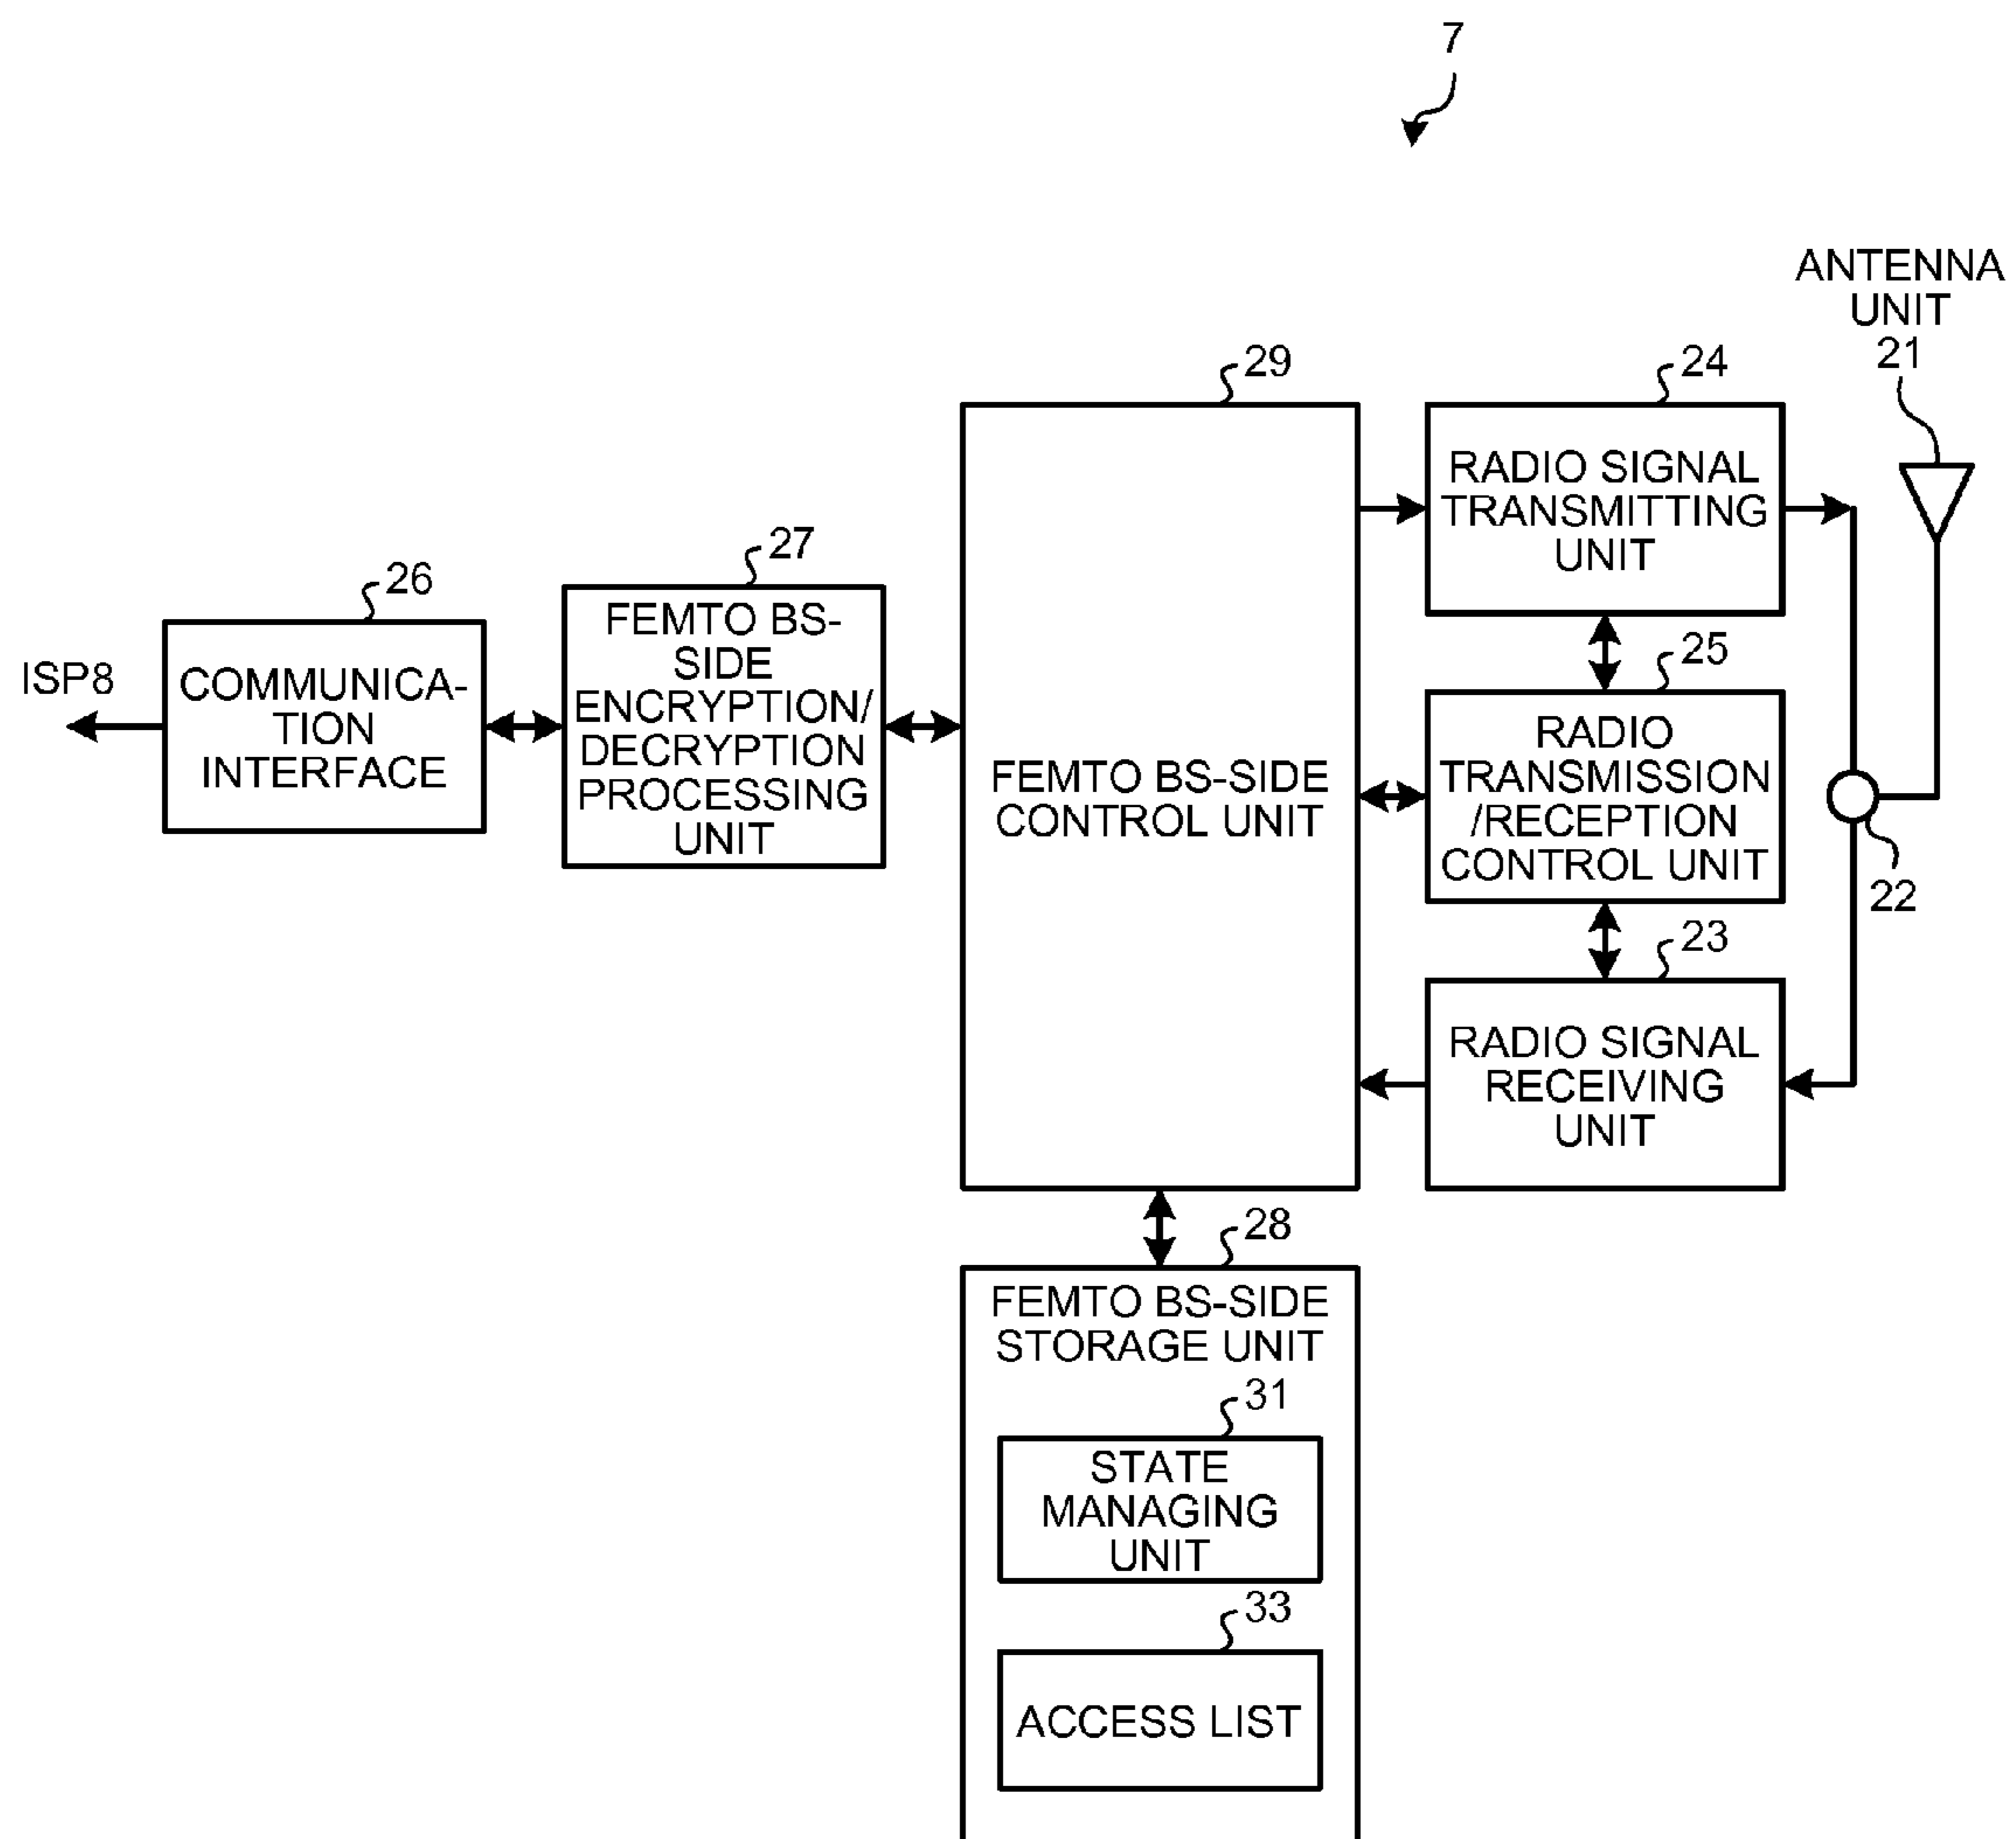 7
ANTENNA
UNIT
21
29
24
RADIO SIGNAL
TRANSMITTING
UNIT
27
FEMTO BS-
SIDE
ENCRYPTION/
DECRYPTION
PROCESSING
UNIT
26
COMMUNICA-
TION
INTERFACE
ISP8
FEMTO BS-SIDE
CONTROL UNIT
25
RADIO
TRANSMISSION
/RECEPTION
CONTROL UNIT
22
23
RADIO SIGNAL
RECEIVING
UNIT
28
FEMTO BS-SIDE
STORAGE UNIT
31
STATE
MANAGING
UNIT
33
ACCESS LIST